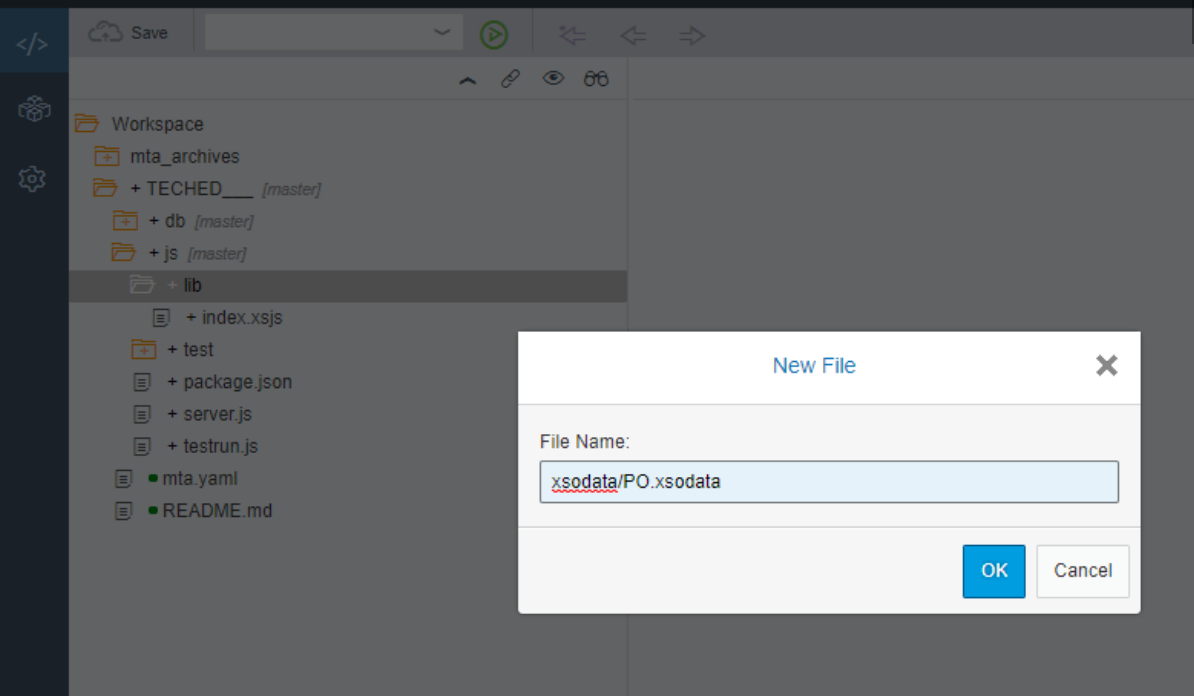 Save
Workspace
mta_archives
+ TECHED___ [master]
+ db [master]
+ js [master]
+ lib
+ index.xsjs
+ test
+ package.json
+ server.js
+ testrun.js
mta.yaml
README.md
New File
File Name:
xsodata/PO.xsodata
OK Cancel